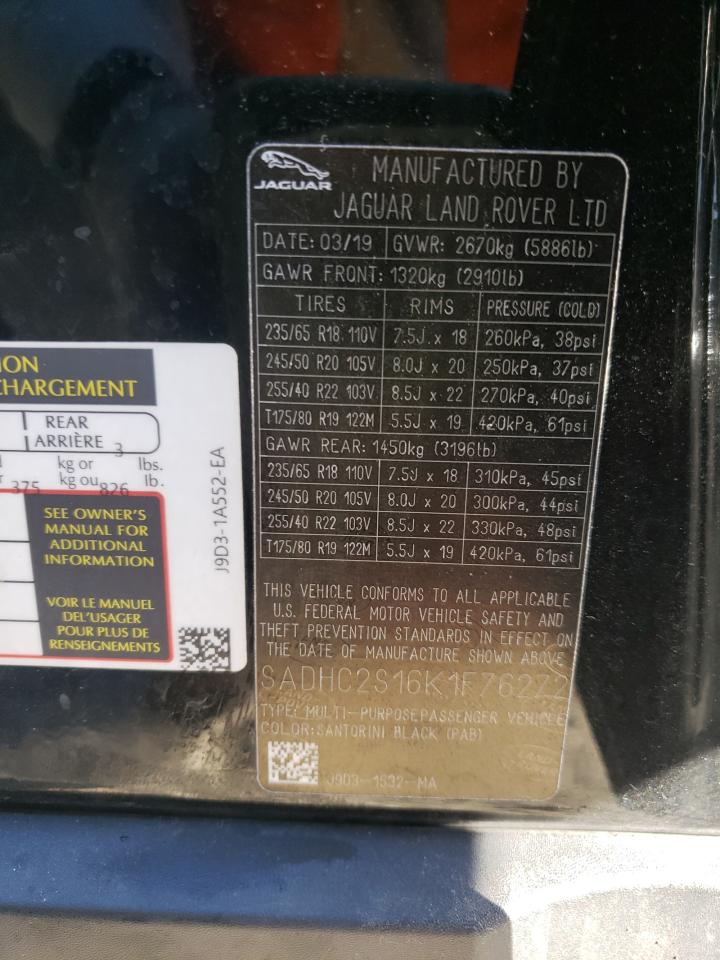 ION
CHARGEMENT
REAR
ARRIÈRE 3
kg or lbs.
375 kg ou 826 lb.
SEE OWNER'S
MANUAL FOR
ADDITIONAL
INFORMATION
VOIR LE MANUEL
DEL'USAGER
POUR PLUS DE
RENSEIGNEMENTS
J9D3-1A552-EA
JAGUAR
MANUFACTURED BY
JAGUAR LAND ROVER LTD
DATE: 03/19 GVWR: 2670kg (5886lb)
GAWR FRONT: 1320kg (2910lb)
TIRES RIMS PRESSURE (COLD)
235/65 R18 110V 7.5J x 18 260kPa, 38psi
245/50 R20 105V 8.0J x 20 250kPa, 37psi
255/40 R22 103V 8.5J x 22 270kPa, 40psi
T175/80 R19 122M 5.5J x 19 420kPa, 61psi
GAWR REAR: 1450kg (3196lb)
235/65 R18 110V 7.5J x 18 310kPa, 45psi
245/50 R20 105V 8.0J x 20 300kPa, 44psi
255/40 R22 103V 8.5J x 22 330kPa, 48psi
T175/80 R19 122M 5.5J x 19 420kPa, 61psi
THIS VEHICLE CONFORMS TO ALL APPLICABLE
U.S. FEDERAL MOTOR VEHICLE SAFETY AND
THEFT PREVENTION STANDARDS IN EFFECT ON
THE DATE OF MANUFACTURE SHOWN ABOVE
SADHC2S16K1F76272
TYPE: MULTI-PURPOSEPASSENGER VEHICLE
COLOR:SANTORINI BLACK (PAB)
J9D3-1532-MA